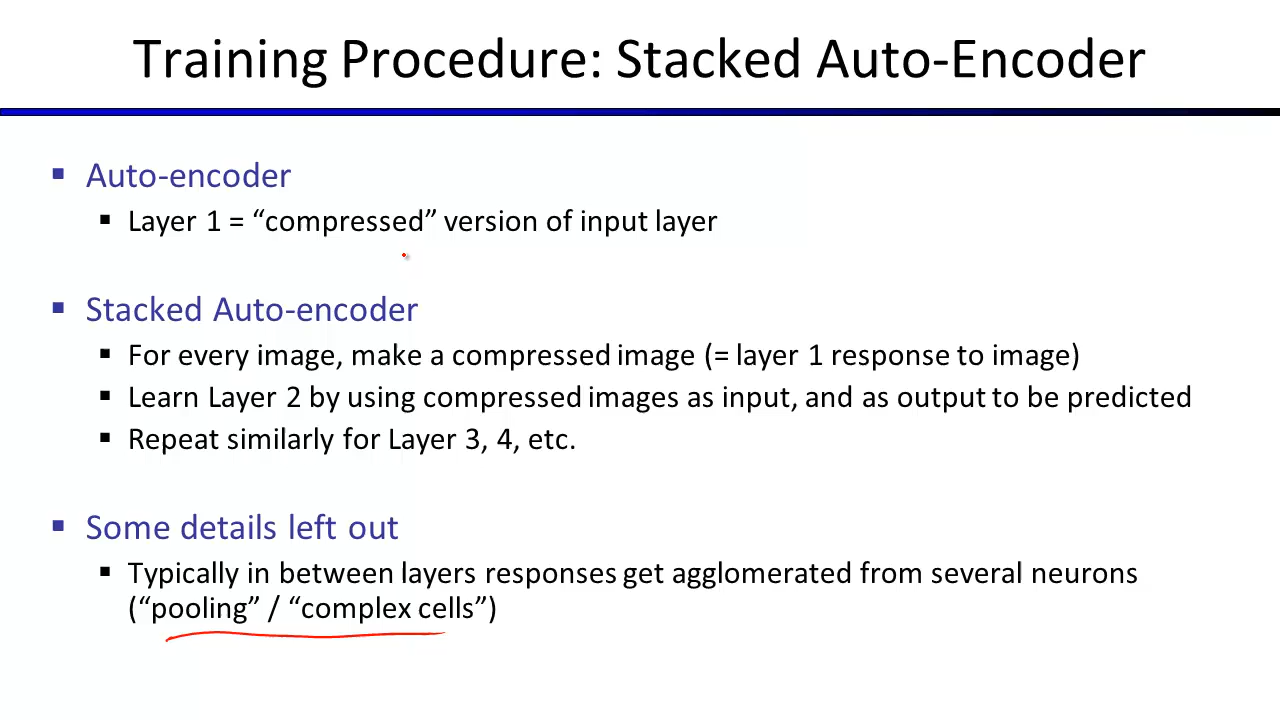 Training Procedure: Stacked Auto-Encoder
Auto-encoder
Layer 1 = “compressed” version of input layer
Stacked Auto-encoder
For every image, make a compressed image (= layer 1 response to image)
Learn Layer 2 by using compressed images as input, and as output to be predicted
Repeat similarly for Layer 3, 4, etc.
Some details left out
Typically in between layers responses get agglomerated from several neurons
(“pooling” / “complex cells”)